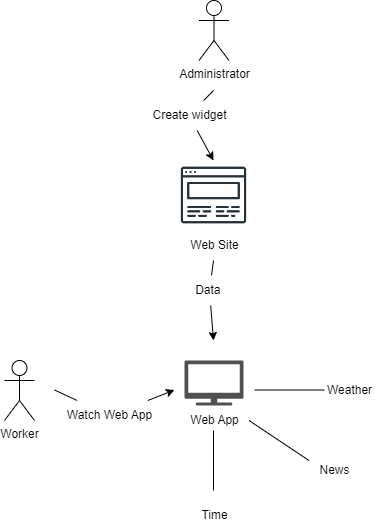 Administrator
Create widget
Web Site
Data
Watch Web App
Worker
Web App
Weather
News
Time